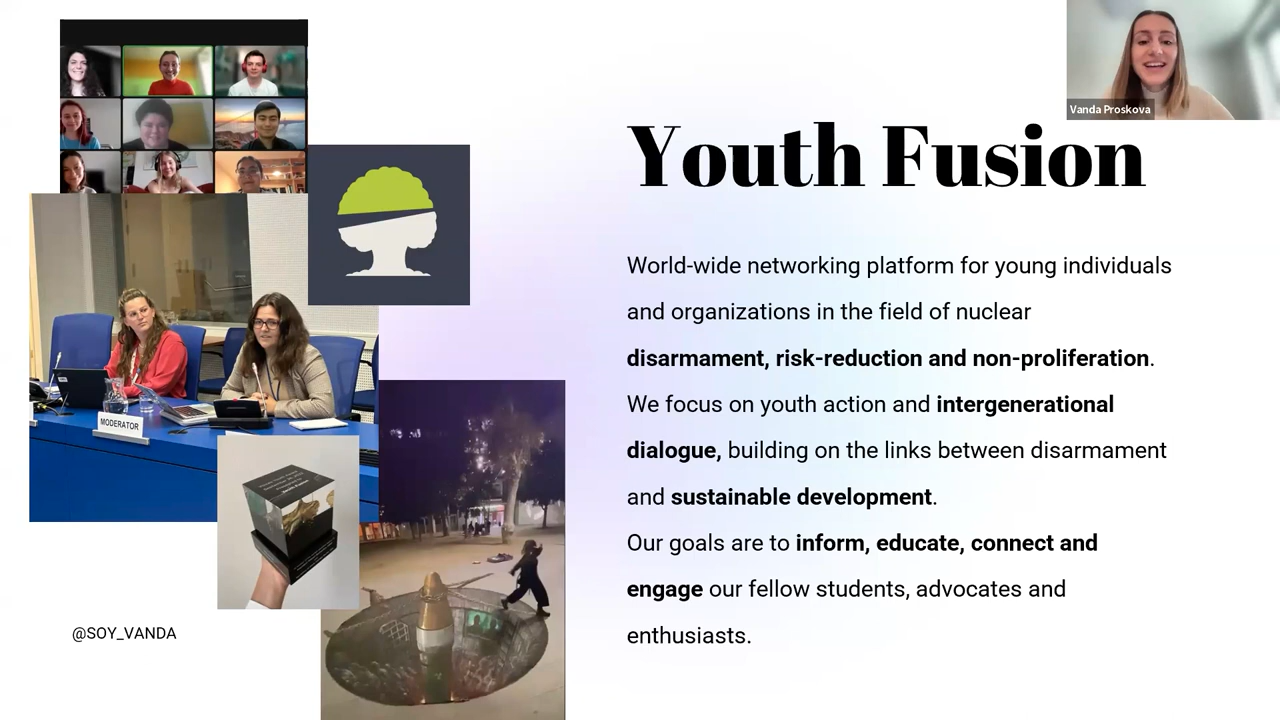 Vanda Proskova
Youth Fusion
World-wide networking platform for young individuals
and organizations in the field of nuclear
disarmament, risk-reduction and non-proliferation.
We focus on youth action and intergenerational
dialogue, building on the links between disarmament
and sustainable development.
Our goals are to inform, educate, connect and
engage our fellow students, advocates and
enthusiasts.
MODERATOR
@SOY_VANDA